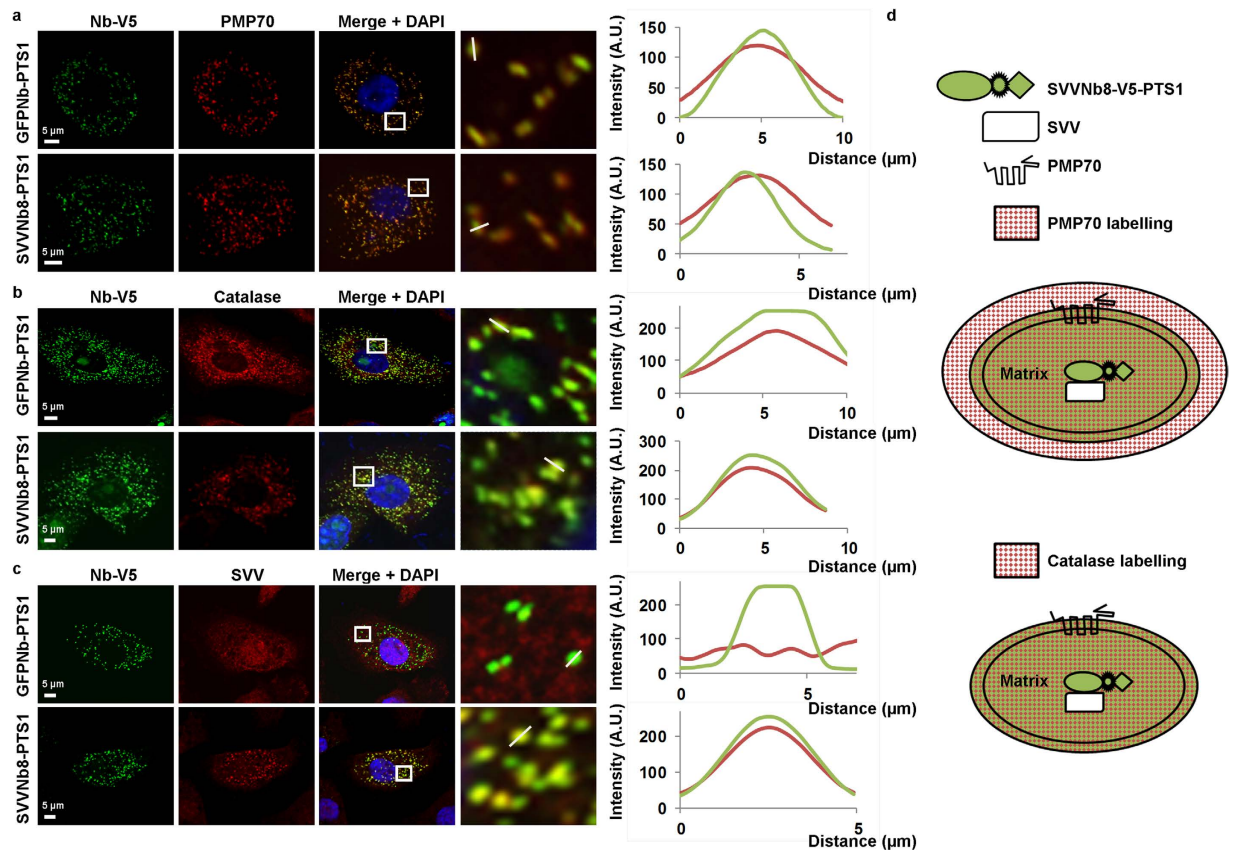 a
Nb-V5 PMP70 Merge + DAPI
GFPNb-PTS1
5 µm
SVVNb8-PTS1
5 µm
Intensity (A.U.)
150
100
50
0
0 5 10
Distance (µm)
Intensity (A.U.)
150
100
50
0
0 5
Distance (µm)
b
Nb-V5 Catalase Merge + DAPI
GFPNb-PTS1
5 µm
SVVNb8-PTS1
5 µm
Intensity (A.U.)
200
100
0
0 5 10
Distance (µm)
Intensity (A.U.)
300
200
100
0
0 5 10
Distance (µm)
c
Nb-V5 SVV Merge + DAPI
GFPNb-PTS1
5 µm
SVVNb8-PTS1
5 µm
Intensity (A.U.)
200
100
0
0 5
Distance (µm)
Intensity (A.U.)
200
100
0
0 5
Distance (µm)
d
SVVNb8-V5-PTS1
SVV
PMP70
PMP70 labelling
Matrix
Catalase labelling
Matrix